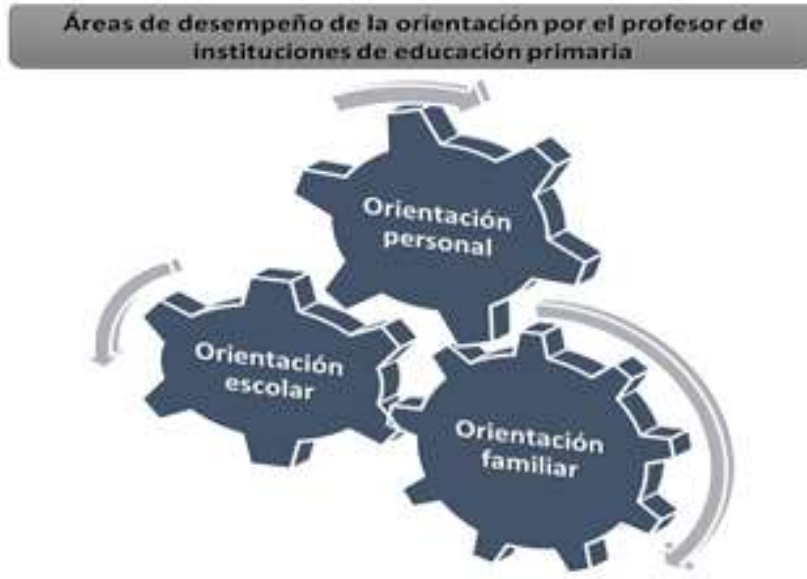 Áreas de desempeño de la orientación por el profesor de
instituciones de educación primaria
Orientación
personal
Orientación
escolar
Orientación
familiar